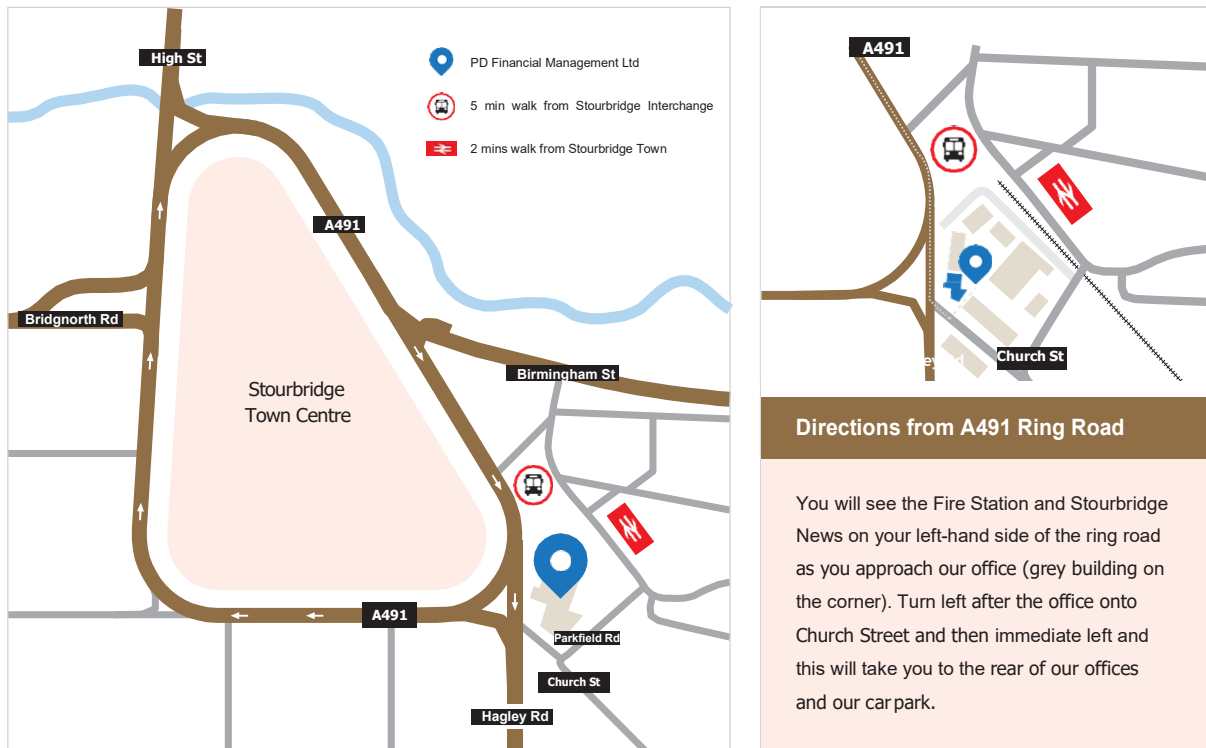 High St
PD Financial Management Ltd
5 min walk from Stourbridge Interchange
2 mins walk from Stourbridge Town
A491
Bridgnorth Rd
Birmingham St
Stourbridge
Town Centre
A491
Parkfield Rd
Church St
Hagley Rd
A491
Church St
Directions from A491 Ring Road
You will see the Fire Station and Stourbridge
News on your left-hand side of the ring road
as you approach our office (grey building on
the corner). Turn left after the office onto
Church Street and then immediate left and
this will take you to the rear of our offices
and our car park.